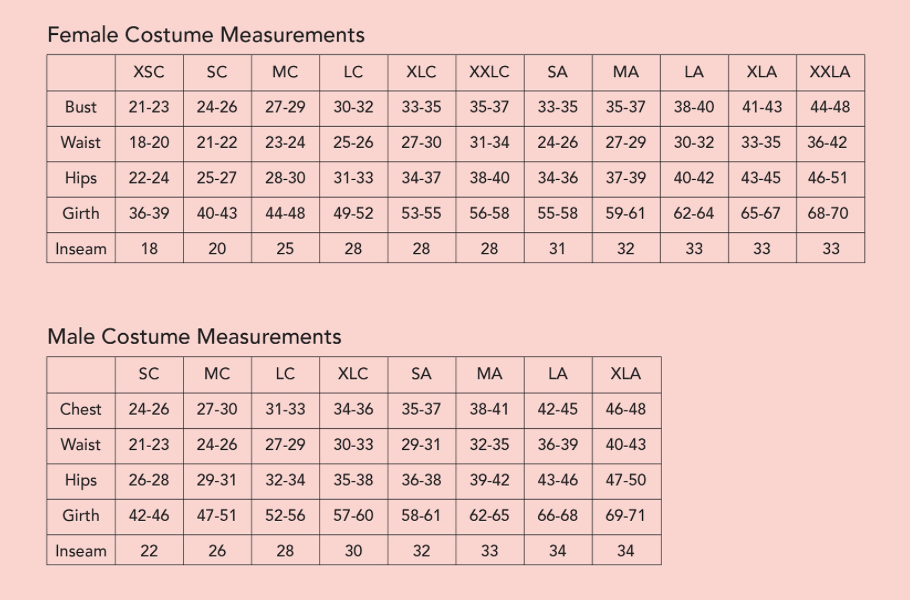 Female Costume Measurements
XSC SC MC LC XLC XXLC SA MA LA XLA XXLA
Bust 21-23 24-26 27-29 30-32 33-35 35-37 33-35 35-37 38-40 41-43 44-48
Waist 18-20 21-22 23-24 25-26 27-30 31-34 24-26 27-29 30-32 33-35 36-42
Hips 22-24 25-27 28-30 31-33 34-37 38-40 34-36 37-39 40-42 43-45 46-51
Girth 36-39 40-43 44-48 49-52 53-55 56-58 55-58 59-61 62-64 65-67 68-70
Inseam 18 20 25 28 28 28 31 32 33 33 33
Male Costume Measurements
SC MC LC XLC SA MA LA XLA
Chest 24-26 27-30 31-33 34-36 35-37 38-41 42-45 46-48
Waist 21-23 24-26 27-29 30-33 29-31 32-35 36-39 40-43
Hips 26-28 29-31 32-34 35-38 36-38 39-42 43-46 47-50
Girth 42-46 47-51 52-56 57-60 58-61 62-65 66-68 69-71
Inseam 22 26 28 30 32 33 34 34